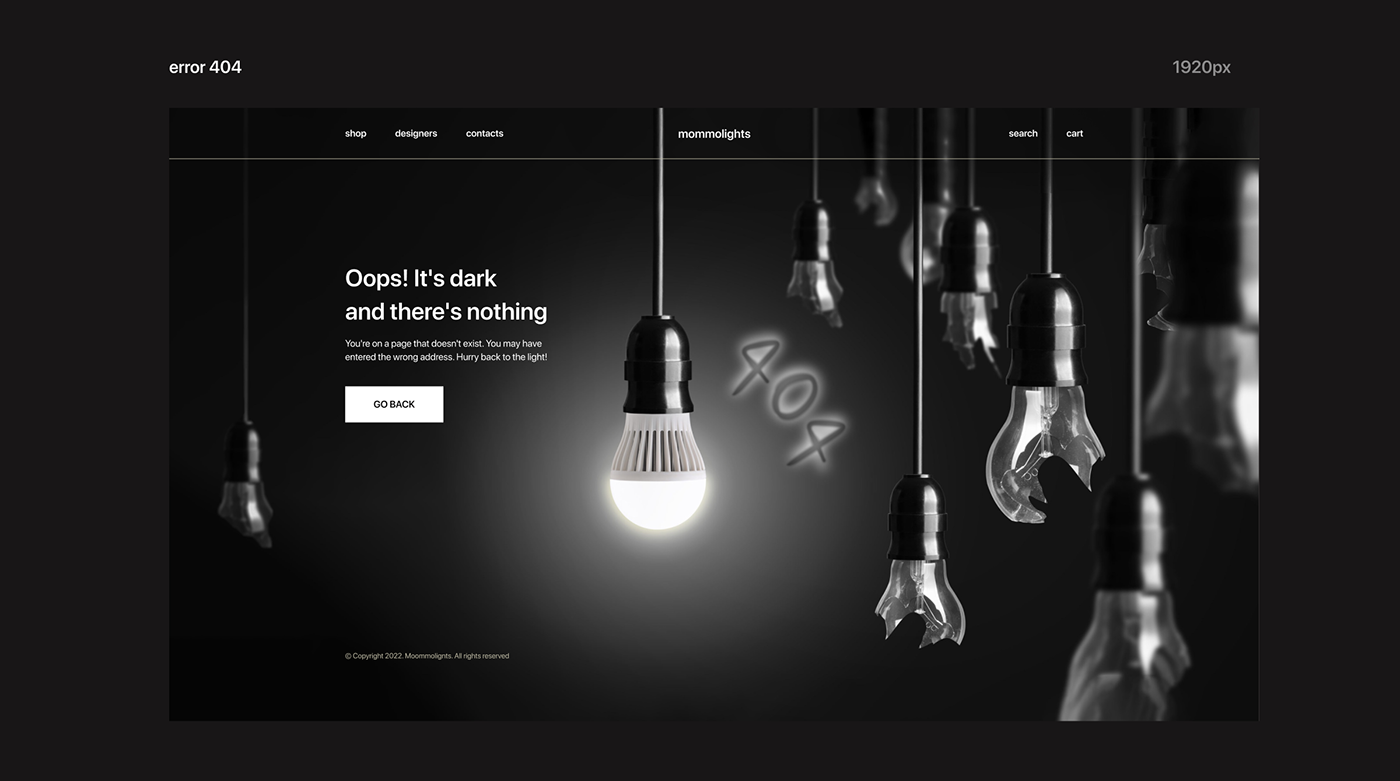 error 404
1920px
shop designers contacts mommolights search cart
Oops! It's dark
and there's nothing
You're on a page that doesn't exist. You may have
entered the wrong address. Hurry back to the light!
GO BACK
404
© Copyright 2022. Moommolignts. All rights reserved